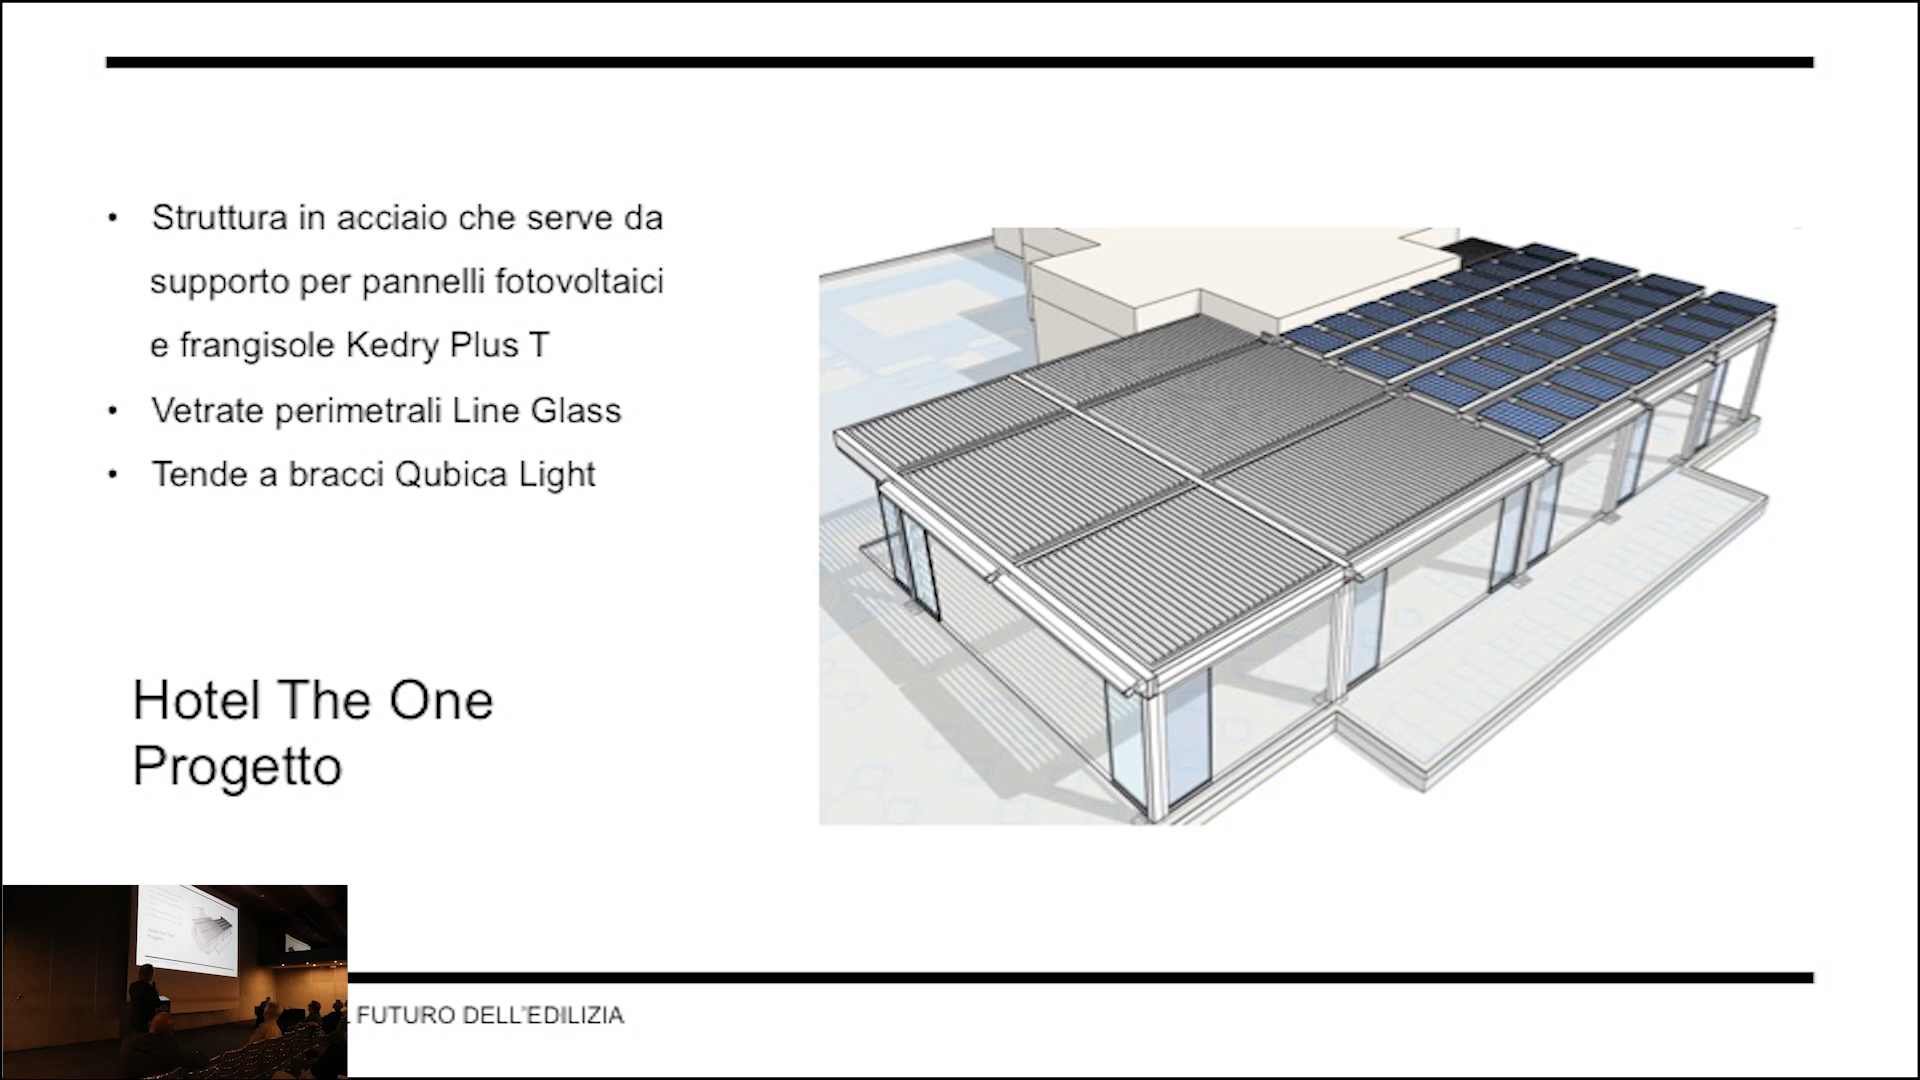 • Struttura in acciaio che serve da
supporto per pannelli fotovoltaici
e frangisole Kedry Plus T
• Vetrate perimetrali Line Glass
• Tende a bracci Qubica Light
Hotel The One
Progetto
FUTURO DELL'EDILIZIA